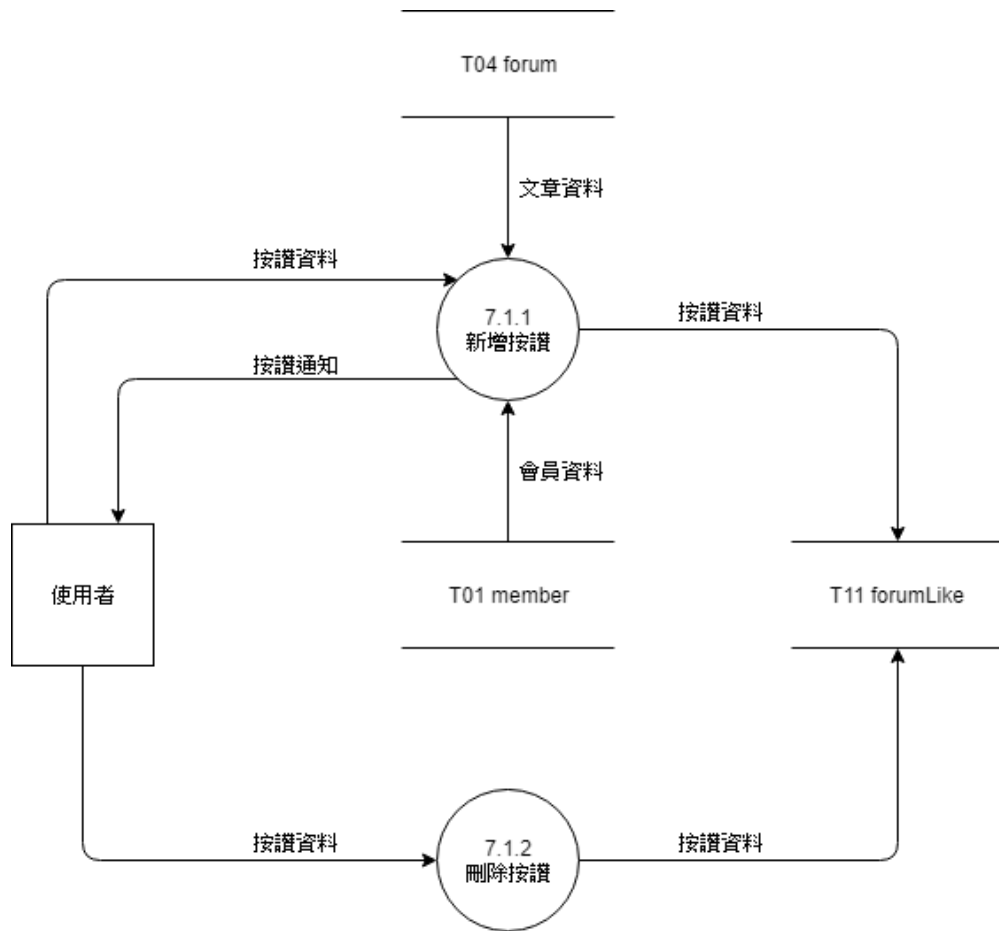 T04 forum
文章資料
按讚資料
7.1.1
新增按讚
按讚資料
按讚通知
會員資料
使用者
T01 member
T11 forumLike
按讚資料
7.1.2
刪除按讚
按讚資料